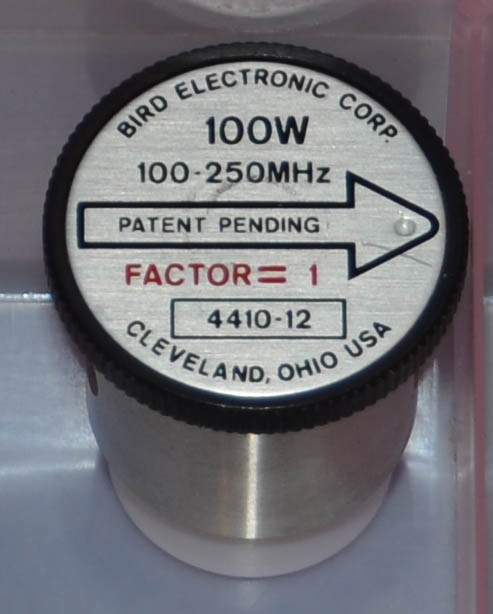 BIRD ELECTRONIC CORP.
100W
100-250MHz
PATENT PENDING
FACTOR= 1
4410-12
CLEVELAND, OHIO USA